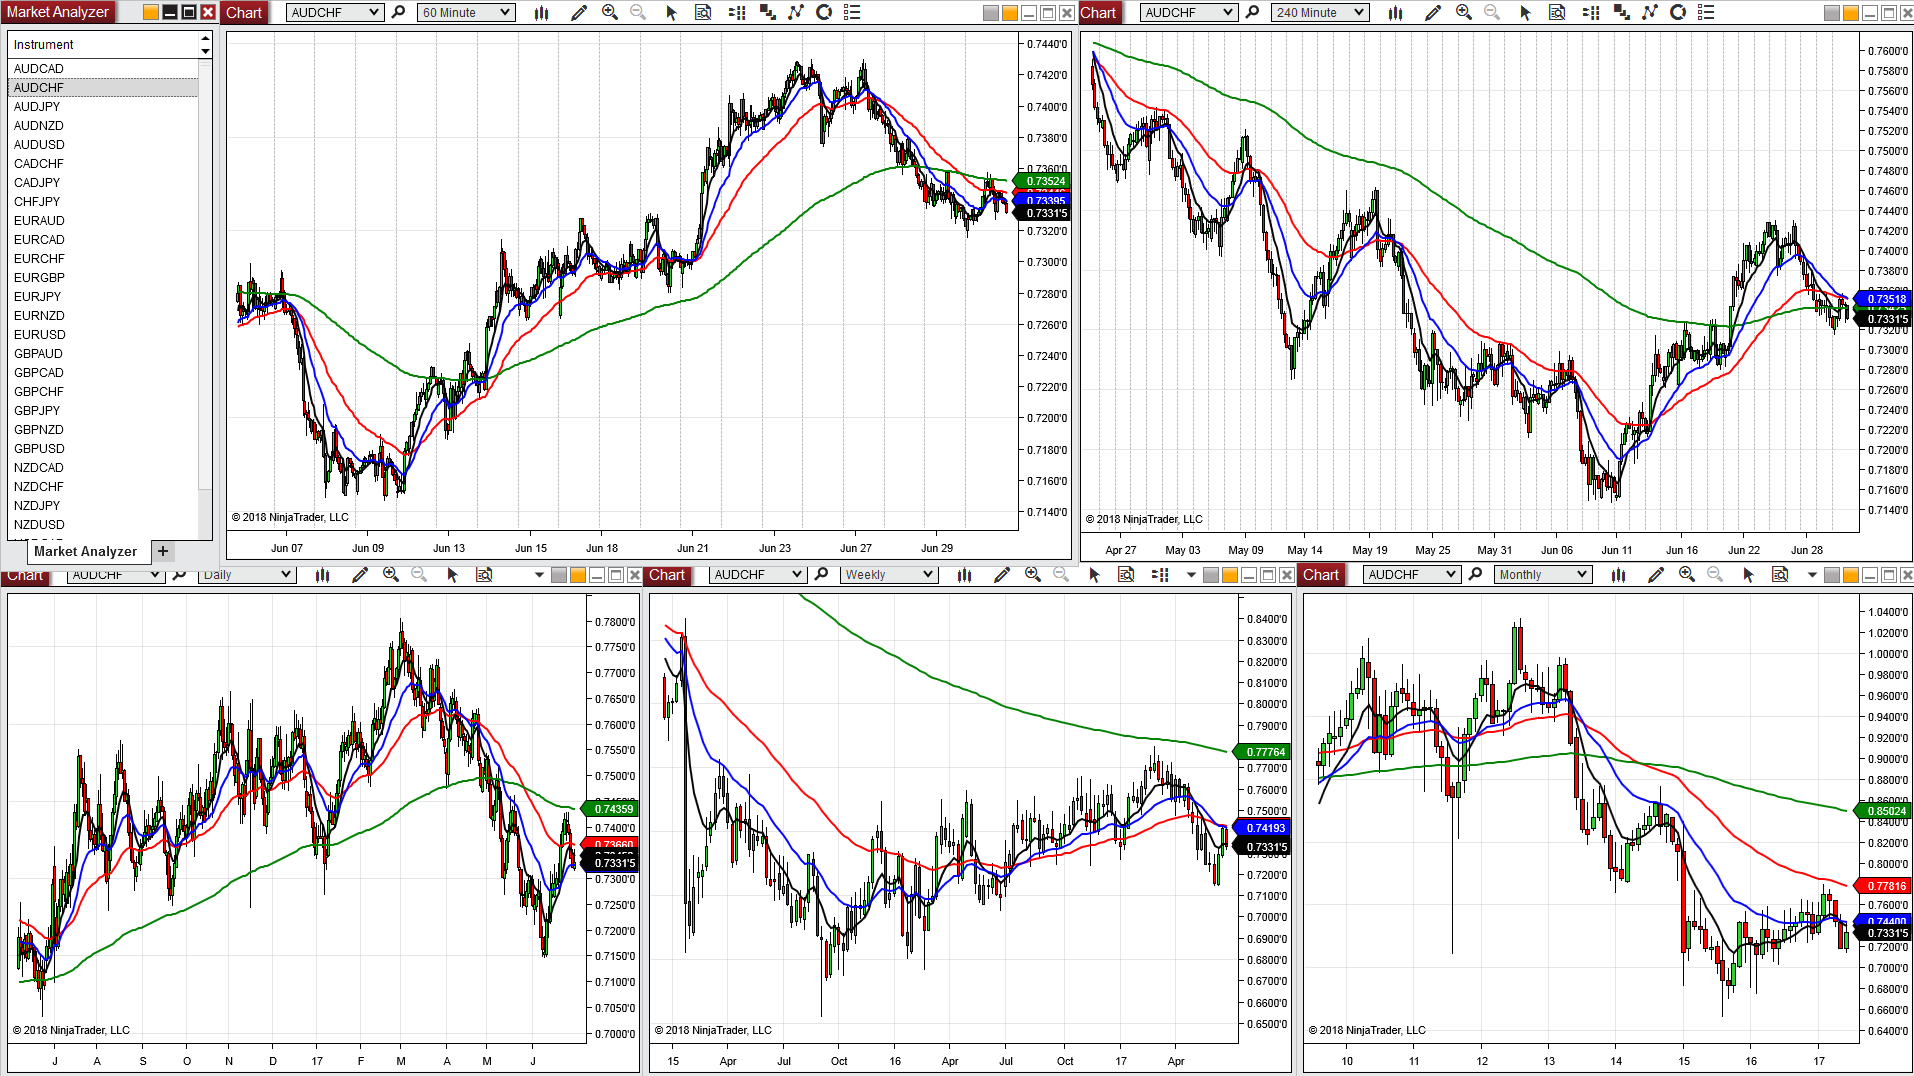 Market Analyzer
Instrument
AUDCAD
AUDCHF
AUDJPY
AUDNZD
AUDUSD
CADCHF
CADJPY
CHFJPY
EURAUD
EURCAD
EURCHF
EURGBP
EURJPY
EURNZD
EURUSD
GBPAUD
GBPCAD
GBPCHF
GBPJPY
GBPNZD
GBPUSD
NZDCAD
NZDCHF
NZDJPY
NZDUSD
Market Analyzer +
Chart AUDCHF 60 Minute
0.7440'0
0.7420'0
0.7400'0
0.7380'0
0.7360'0
0.73524
0.73395
0.7331'5
0.7320'0
0.7300'0
0.7280'0
0.7260'0
0.7240'0
0.7220'0
0.7200'0
0.7180'0
0.7160'0
0.7140'0
© 2018 NinjaTrader, LLC
Jun 07 Jun 09 Jun 13 Jun 15 Jun 18 Jun 21 Jun 23 Jun 27 Jun 29
Chart AUDCHF 240 Minute
0.7600'0
0.7580'0
0.7560'0
0.7540'0
0.7520'0
0.7500'0
0.7480'0
0.7460'0
0.7440'0
0.7420'0
0.7400'0
0.7380'0
0.73518
0.7331'5
0.7320'0
0.7300'0
0.7280'0
0.7260'0
0.7240'0
0.7220'0
0.7200'0
0.7180'0
0.7160'0
0.7140'0
© 2018 NinjaTrader, LLC
Apr 27 May 03 May 09 May 14 May 19 May 25 May 31 Jun 06 Jun 11 Jun 16 Jun 22 Jun 28
Chart AUDCHF Daily
0.7800'0
0.7750'0
0.7700'0
0.7650'0
0.7600'0
0.7550'0
0.7500'0
0.74359
0.7400'0
0.73660
0.7331'5
0.7300'0
0.7250'0
0.7200'0
0.7150'0
0.7100'0
0.7050'0
0.7000'0
© 2018 NinjaTrader, LLC
J A S O N D 17 F M A M J
Chart AUDCHF Weekly
0.8400'0
0.8300'0
0.8200'0
0.8100'0
0.8000'0
0.7900'0
0.77764
0.7700'0
0.7600'0
0.7500'0
0.74193
0.7331'5
0.7200'0
0.7100'0
0.7000'0
0.6900'0
0.6800'0
0.6700'0
0.6600'0
0.6500'0
© 2018 NinjaTrader, LLC
15 Apr Jul Oct 16 Apr Jul Oct 17 Apr
Chart AUDCHF Monthly
1.0400'0
1.0200'0
1.0000'0
0.9800'0
0.9600'0
0.9400'0
0.9200'0
0.9000'0
0.8800'0
0.8600'0
0.85024
0.8400'0
0.8200'0
0.8000'0
0.77816
0.7600'0
0.74400
0.7331'5
0.7200'0
0.7000'0
0.6800'0
0.6600'0
0.6400'0
© 2018 NinjaTrader, LLC
10 11 12 13 14 15 16 17